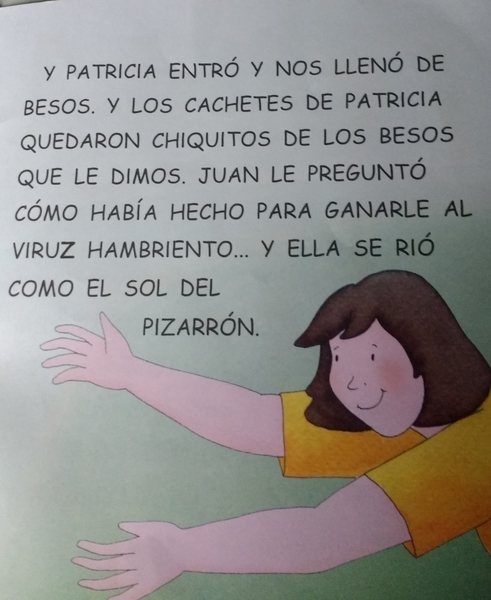 Y PATRICIA ENTRÓ Y NOS LLENÓ DE
BESOS. Y LOS CACHETES DE PATRICIA
QUEDARON CHIQUITOS DE LOS BESOS
QUE LE DIMOS. JUAN LE PREGUNTÓ
CÓMO HABÍA HECHO PARA GANARLE AL
VIRUZ HAMBRIENTO... Y ELLA SE RIÓ
COMO EL SOL DEL
PIZARRÓN.